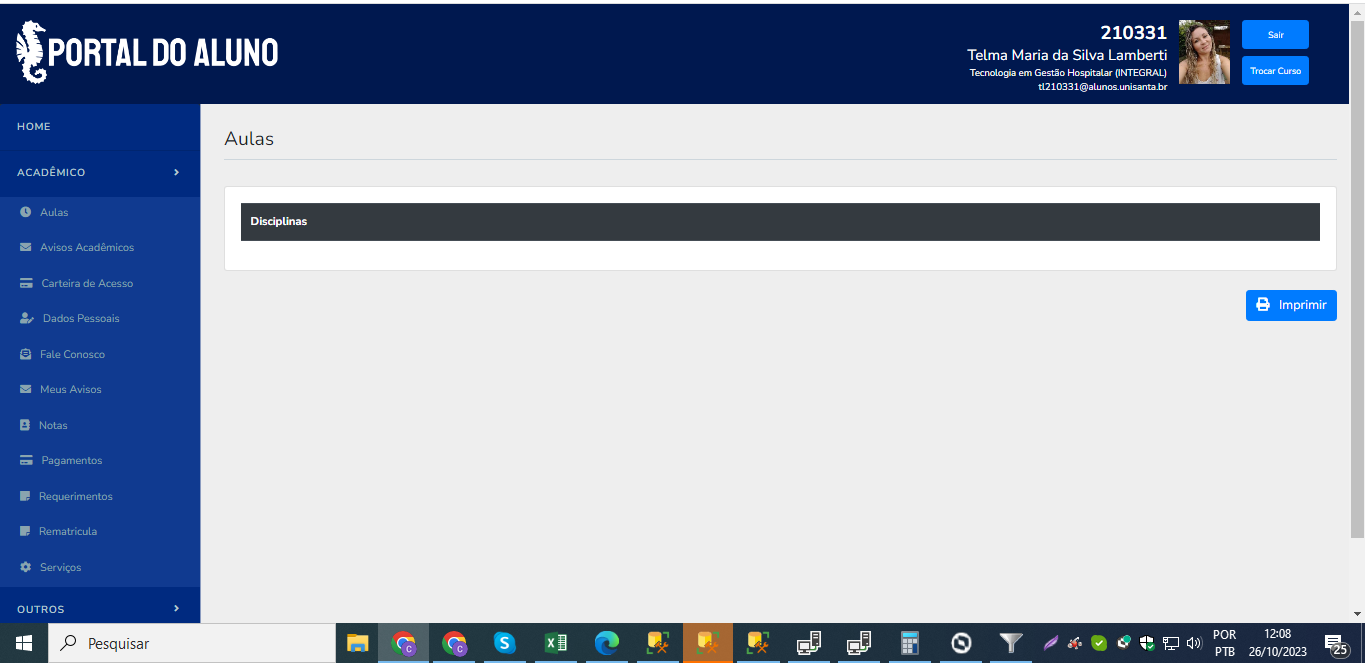 PORTAL DO ALUNO
210331
Telma Maria da Silva Lamberti
Tecnologia em Gestão Hospitalar (INTEGRAL)
tl210331@alunos.unisanta.br
Sair
Trocar Curso
HOME
ACADÊMICO
Aulas
Avisos Acadêmicos
Carteira de Acesso
Dados Pessoais
Fale Conosco
Meus Avisos
Notas
Pagamentos
Requerimentos
Rematrícula
Serviços
OUTROS
Aulas
Disciplinas
Imprimir
Pesquisar
POR
PTB
12:08
26/10/2023
25